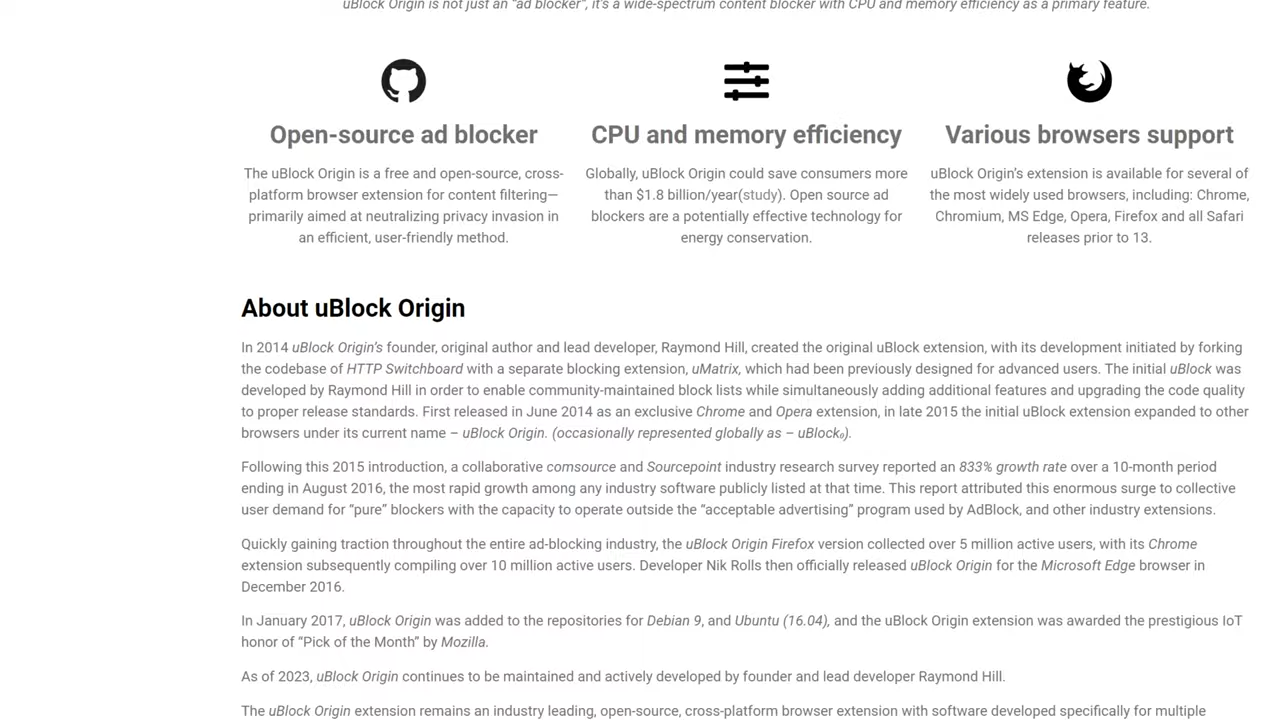 uBlock Origin is not just an “ad blocker”, it's a wide-spectrum content blocker with CPU and memory efficiency as a primary feature.
Open-source ad blocker
The uBlock Origin is a free and open-source, cross-
platform browser extension for content filtering—
primarily aimed at neutralizing privacy invasion in
an efficient, user-friendly method.
CPU and memory efficiency
Globally, uBlock Origin could save consumers more
than $1.8 billion/year(study). Open source ad
blockers are a potentially effective technology for
energy conservation.
Various browsers support
uBlock Origin’s extension is available for several of
the most widely used browsers, including: Chrome,
Chromium, MS Edge, Opera, Firefox and all Safari
releases prior to 13.
About uBlock Origin
In 2014 uBlock Origin’s founder, original author and lead developer, Raymond Hill, created the original uBlock extension, with its development initiated by forking
the codebase of HTTP Switchboard with a separate blocking extension, uMatrix, which had been previously designed for advanced users. The initial uBlock was
developed by Raymond Hill in order to enable community-maintained block lists while simultaneously adding additional features and upgrading the code quality
to proper release standards. First released in June 2014 as an exclusive Chrome and Opera extension, in late 2015 the initial uBlock extension expanded to other
browsers under its current name – uBlock Origin. (occasionally represented globally as – uBlock₀).
Following this 2015 introduction, a collaborative comsource and Sourcepoint industry research survey reported an 833% growth rate over a 10-month period
ending in August 2016, the most rapid growth among any industry software publicly listed at that time. This report attributed this enormous surge to collective
user demand for “pure” blockers with the capacity to operate outside the “acceptable advertising” program used by AdBlock, and other industry extensions.
Quickly gaining traction throughout the entire ad-blocking industry, the uBlock Origin Firefox version collected over 5 million active users, with its Chrome
extension subsequently compiling over 10 million active users. Developer Nik Rolls then officially released uBlock Origin for the Microsoft Edge browser in
December 2016.
In January 2017, uBlock Origin was added to the repositories for Debian 9, and Ubuntu (16.04), and the uBlock Origin extension was awarded the prestigious IoT
honor of “Pick of the Month” by Mozilla.
As of 2023, uBlock Origin continues to be maintained and actively developed by founder and lead developer Raymond Hill.
The uBlock Origin extension remains an industry leading, open-source, cross-platform browser extension with software developed specifically for multiple